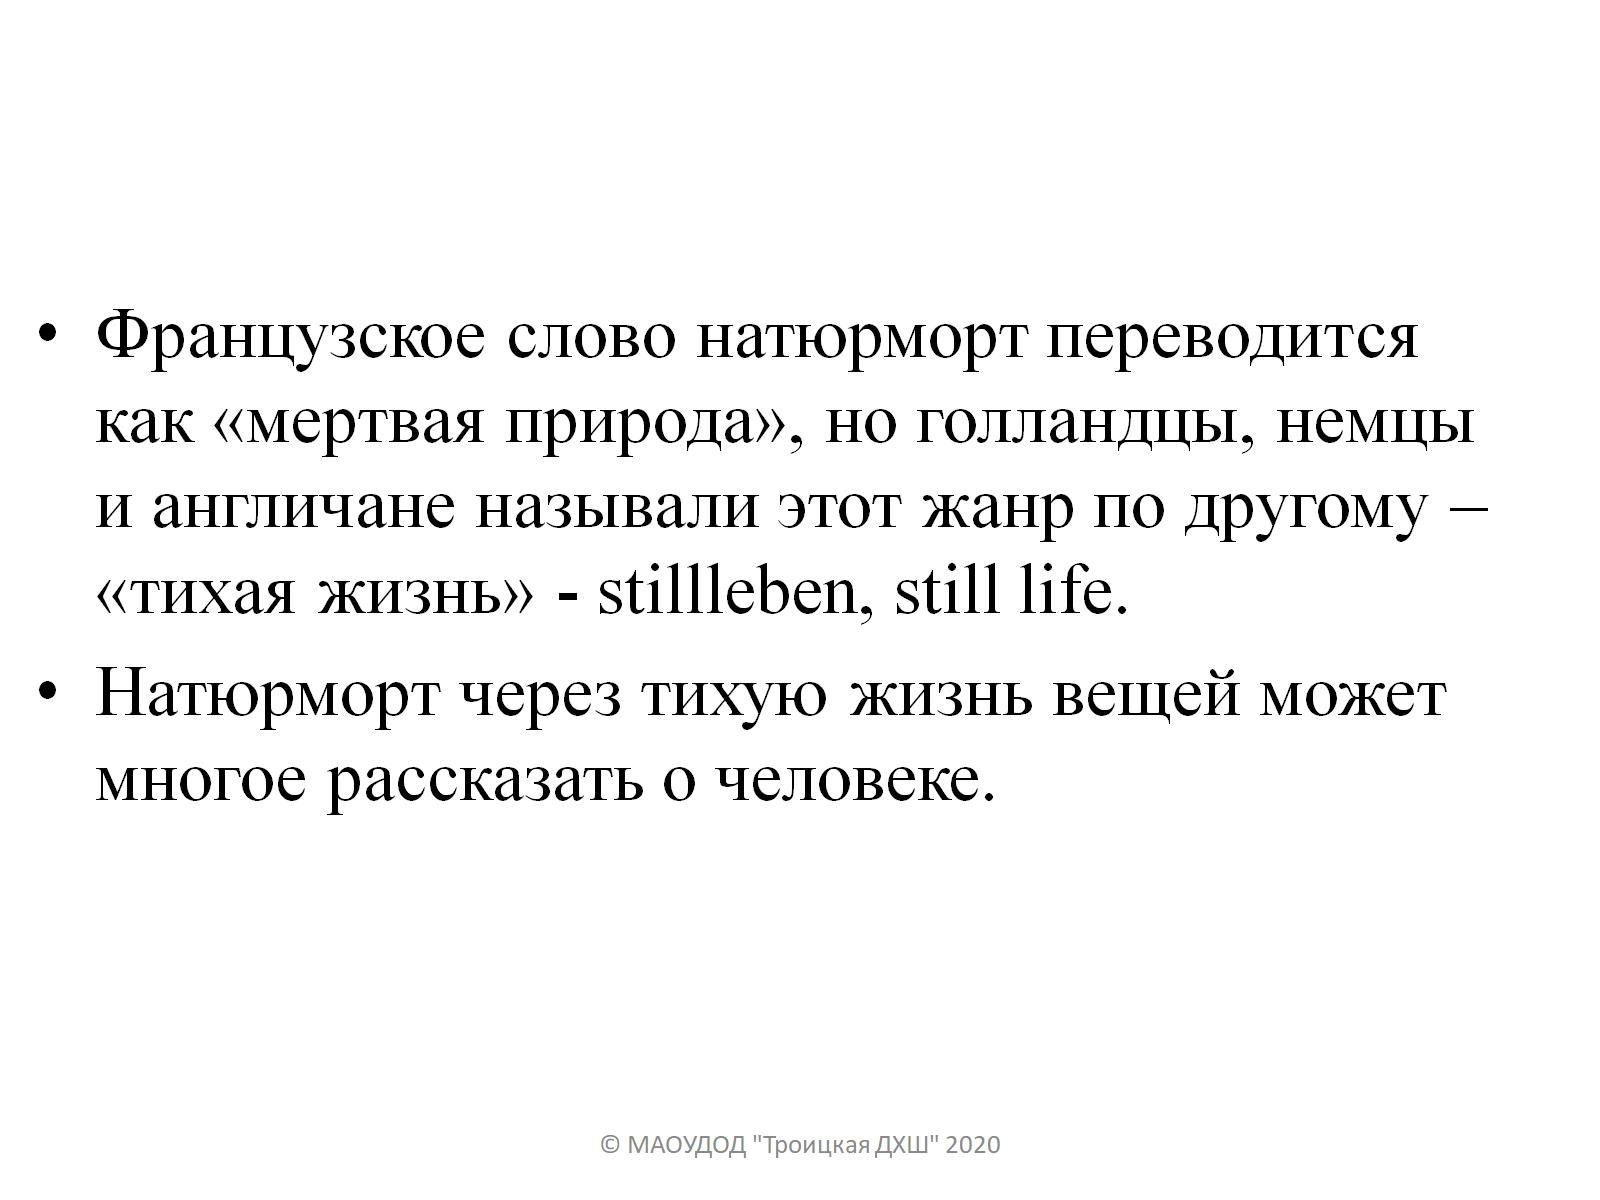 • Французское слово натюрморт переводится
как «мертвая природа», но голландцы, немцы
и англичане называли этот жанр по другому –
«тихая жизнь» - stillleben, still life.
• Натюрморт через тихую жизнь вещей может
многое рассказать о человеке.
© МАОУДОД "Троицкая ДХШ" 2020